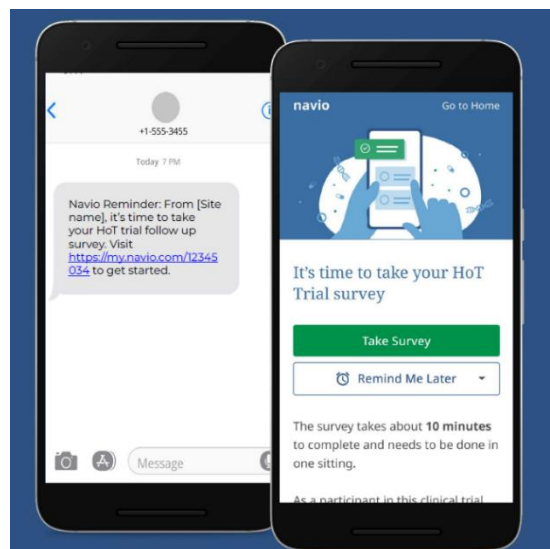 +1-555-3455
Today 7 PM
Navio Reminder: From [Site
name], it's time to take
your HoT trial follow up
survey. Visit
https://my.navio.com/12345
034 to get started.
Message
navio
Go to Home
It's time to take your HoT
Trial survey
Take Survey
Remind Me Later
The survey takes about 10 minutes
to complete and needs to be done in
one sitting.
As a participant in this clinical trial